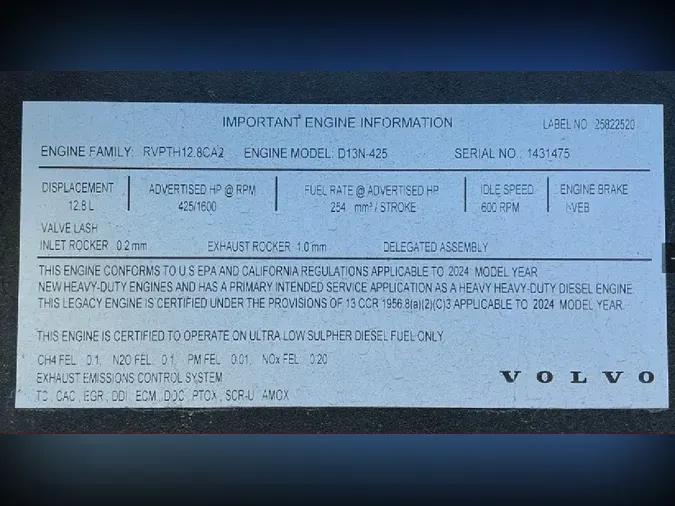 IMPORTANT ENGINE INFORMATION LABEL NO 25822520
ENGINE FAMILY: RVPTH12.8CA2 ENGINE MODEL: D13N-425 SERIAL NO.: 1431475
DISPLACEMENT ADVERTISED HP @ RPM FUEL RATE @ ADVERTISED HP IDLE SPEED ENGINE BRAKE
12.8 L 425/1600 254 mm³ / STROKE 600 RPM I-VEB
VALVE LASH
INLET ROCKER 0.2 mm EXHAUST ROCKER 1.0 mm DELEGATED ASSEMBLY
THIS ENGINE CONFORMS TO U.S EPA AND CALIFORNIA REGULATIONS APPLICABLE TO 2024 MODEL YEAR
NEW HEAVY-DUTY ENGINES AND HAS A PRIMARY INTENDED SERVICE APPLICATION AS A HEAVY HEAVY-DUTY DIESEL ENGINE.
THIS LEGACY ENGINE IS CERTIFIED UNDER THE PROVISIONS OF 13 CCR 1956.8(a)(2)(C)3 APPLICABLE TO 2024 MODEL YEAR.
THIS ENGINE IS CERTIFIED TO OPERATE ON ULTRA LOW SULPHER DIESEL FUEL ONLY
CH4 FEL 0.1, N2O FEL 0.1, PM FEL 0.01, NOx FEL 0.20
EXHAUST EMISSIONS CONTROL SYSTEM
TC, CAC, EGR, DDI, ECM, DOC, PTOX, SCR-U, AMOX
VOLVO